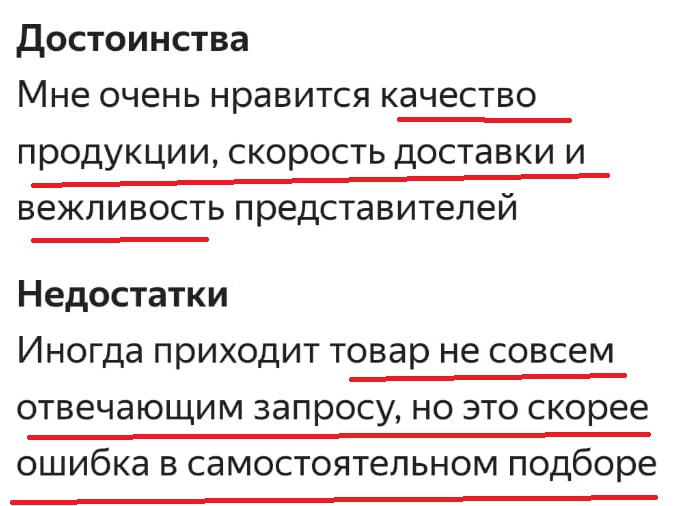 Достоинства
Мне очень нравится качество
продукции, скорость доставки и
вежливость представителей
Недостатки
Иногда приходит товар не совсем
отвечающим запросу, но это скорее
ошибка в самостоятельном подборе